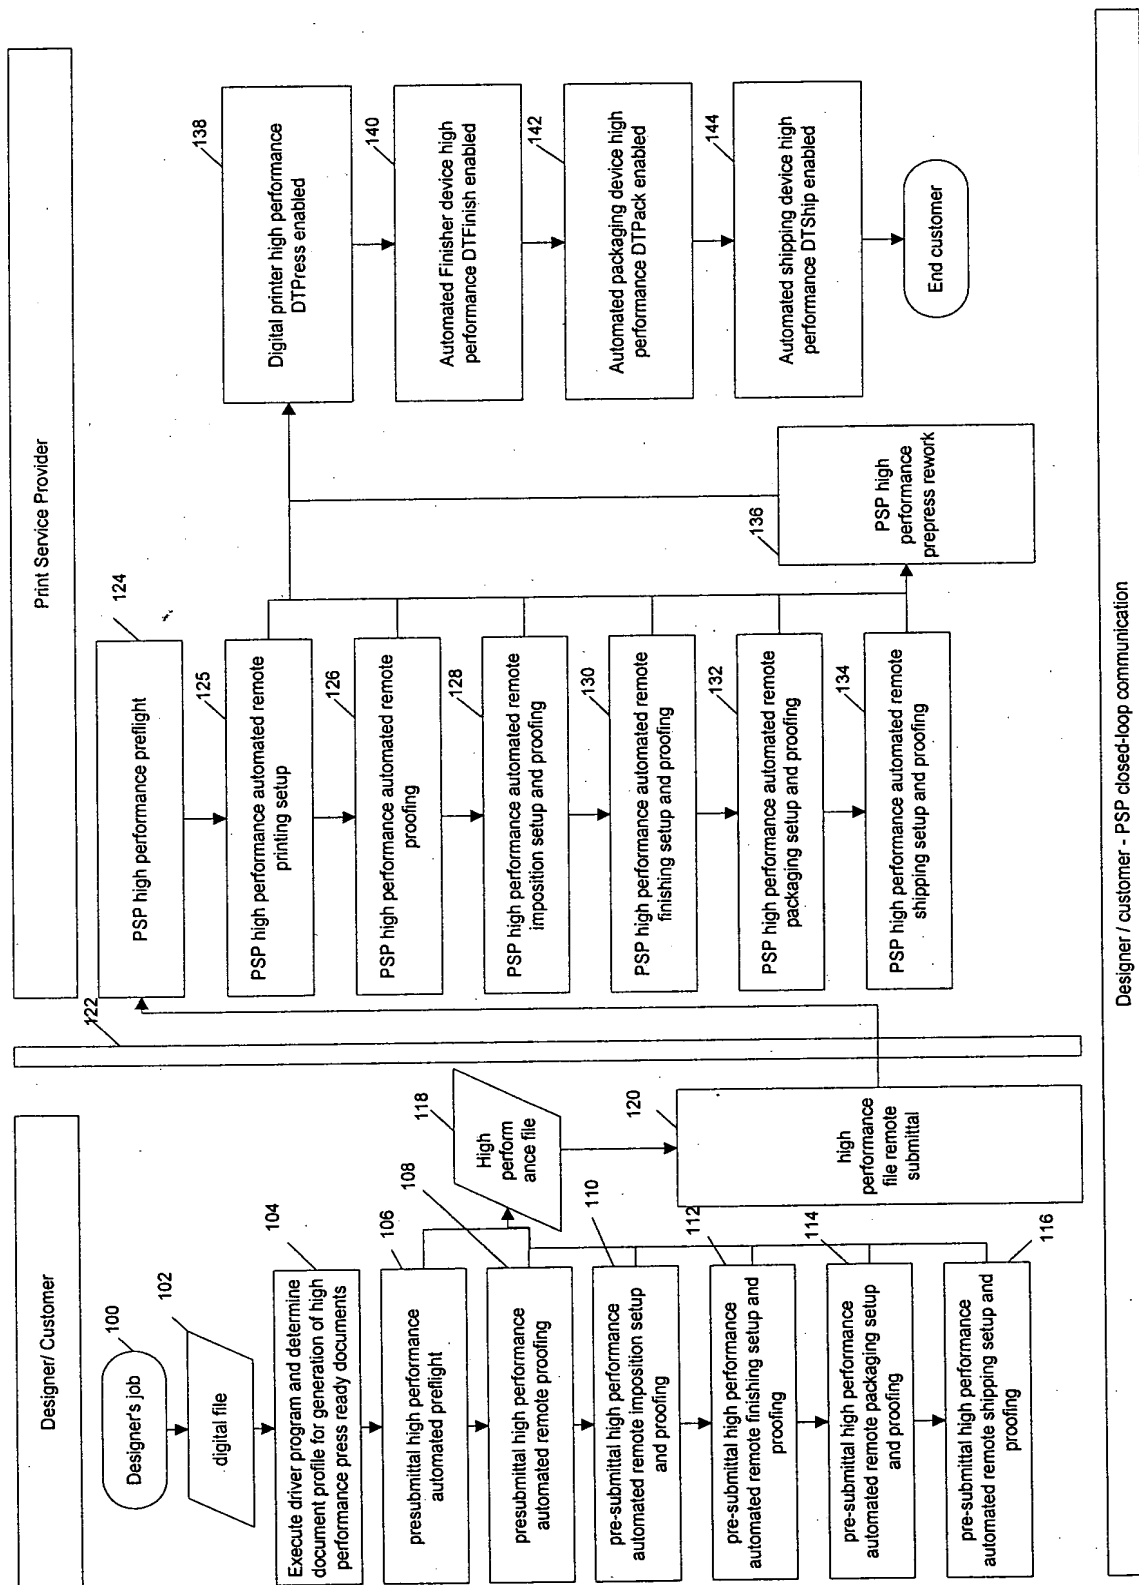 Designer/ Customer
Print Service Provider
Designer's job
100
digital file
102
Execute driver program and determine
document profile for generation of high
performance press ready documents
104
presubmittal high performance
automated preflight
106
presubmittal high performance
automated remote proofing
108
pre-submittal high performance
automated remote imposition setup
and proofing
110
pre-submittal high performance
automated remote finishing setup and
proofing
112
pre-submittal high performance
automated remote packaging setup
and proofing
114
pre-submittal high performance
automated remote shipping setup and
proofing
116
High
perform
ance file
118
high
performance
file remote
submittal
120
122
PSP high performance preflight
124
PSP high performance automated remote
printing setup
125
PSP high performance automated remote
proofing
126
PSP high performance automated remote
imposition setup and proofing
128
PSP high performance automated remote
finishing setup and proofing
130
PSP high performance automated remote
packaging setup and proofing
132
PSP high performance automated remote
shipping setup and proofing
134
PSP high
performance
prepress rework
136
Digital printer high performance
DTPress enabled
138
Automated Finisher device high
performance DTFinish enabled
140
Automated packaging device high
performance DTPack enabled
142
Automated shipping device high
performance DTShip enabled
144
End customer
Designer / customer - PSP closed-loop communication